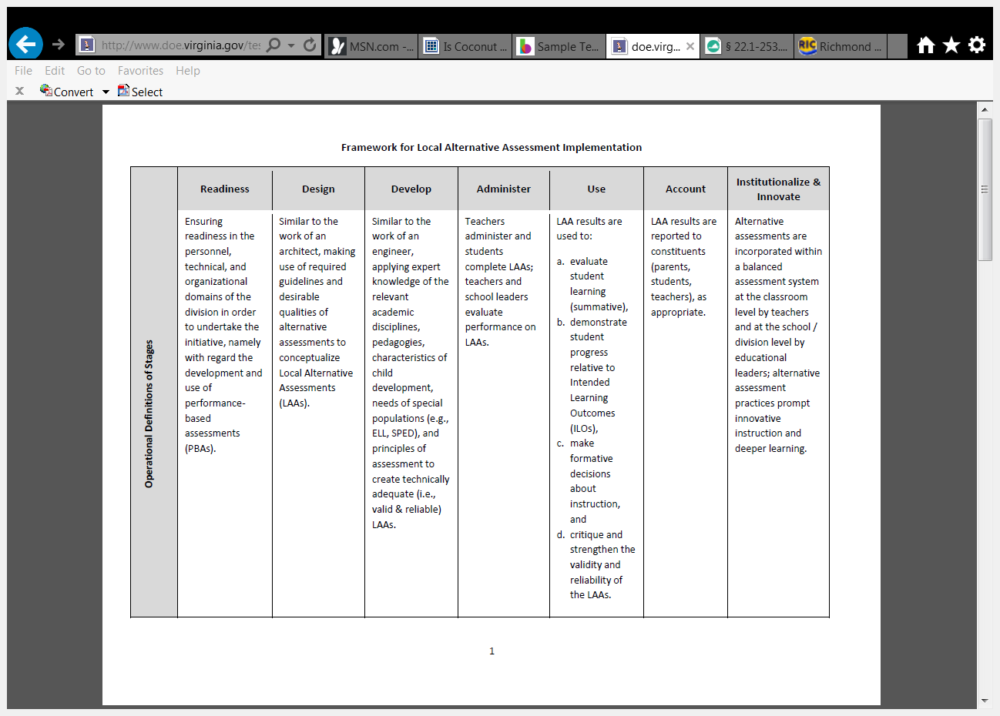 http://www.doe.virginia.gov/te
MSN.com -...
Is Coconut ...
Sample Te...
doe.virg...
§ 22.1-253....
RIC
Richmond ...
File Edit Go to Favorites Help
x Convert Select
Framework for Local Alternative Assessment Implementation
Operational Definitions of Stages
Readiness
Ensuring
readiness in the
personnel,
technical, and
organizational
domains of the
division in order
to undertake the
initiative, namely
with regard the
development and
use of
performance-
based
assessments
(PBAs).
Design
Similar to the
work of an
architect, making
use of required
guidelines and
desirable
qualities of
alternative
assessments to
conceptualize
Local Alternative
Assessments
(LAAs).
Develop
Similar to the
work of an
engineer,
applying expert
knowledge of the
relevant
academic
disciplines,
pedagogies,
characteristics of
child
development,
needs of special
populations (e.g.,
ELL, SPED), and
principles of
assessment to
create technically
adequate (i.e.,
valid & reliable)
LAAs.
Administer
Teachers
administer and
students
complete LAAs;
teachers and
school leaders
evaluate
performance on
LAAs.
Use
LAA results are
used to:
a. evaluate
student
learning
(summative),
b. demonstrate
student
progress
relative to
Intended
Learning
Outcomes
(ILOs),
c. make
formative
decisions
about
instruction,
and
d. critique and
strengthen the
validity and
reliability of
the LAAs.
Account
LAA results are
reported to
constituents
(parents,
students,
teachers), as
appropriate.
Institutionalize &
Innovate
Alternative
assessments are
incorporated within
a balanced
assessment system
at the classroom
level by teachers
and at the school /
division level by
educational
leaders; alternative
assessment
practices prompt
innovative
instruction and
deeper learning.
1